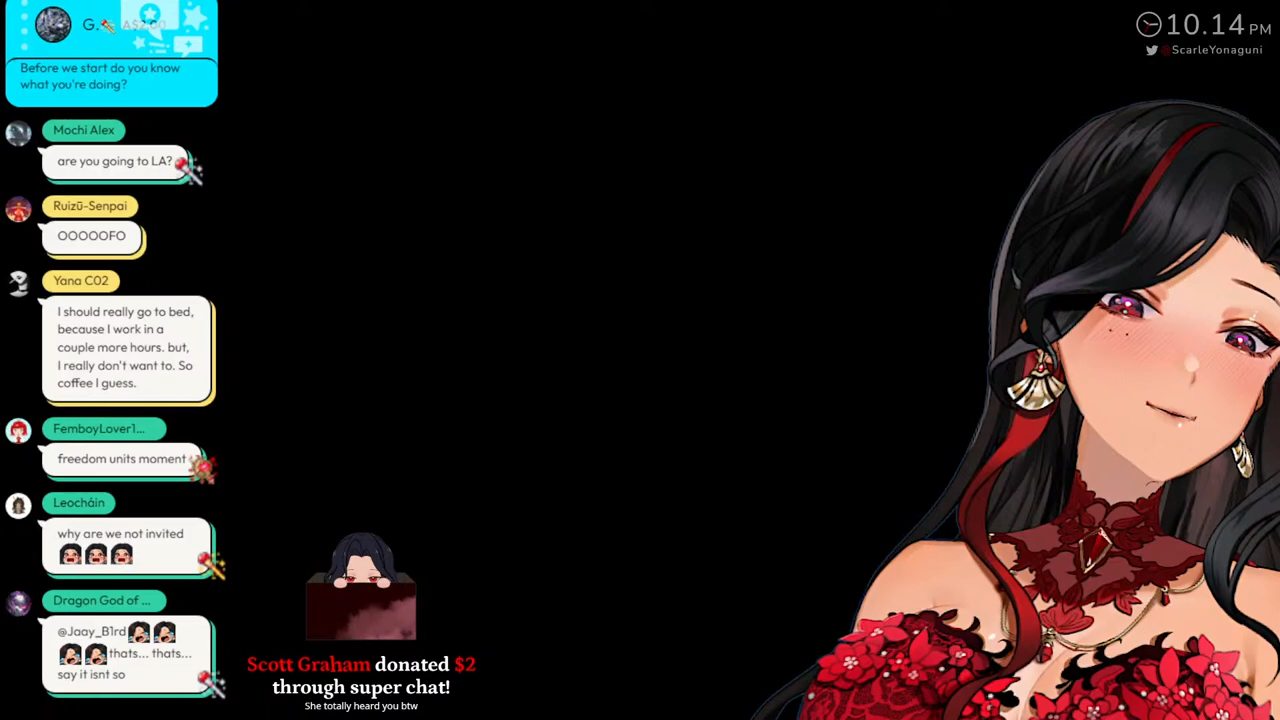 G. A$2.00
Before we start do you know
what you're doing?
Mochi Alex
are you going to LA?
Ruizū-Senpai
OOOOOFO
Yana C02
I should really go to bed,
because I work in a
couple more hours. but,
I really don't want to. So
coffee I guess.
FemboyLover1...
freedom units moment
Leocháin
why are we not invited
Dragon God of ...
@Jaay_B1rd
thats... thats...
say it isnt so
Scott Graham donated $2
through super chat!
She totally heard you btw
10.14 PM
@ScarleYonaguni